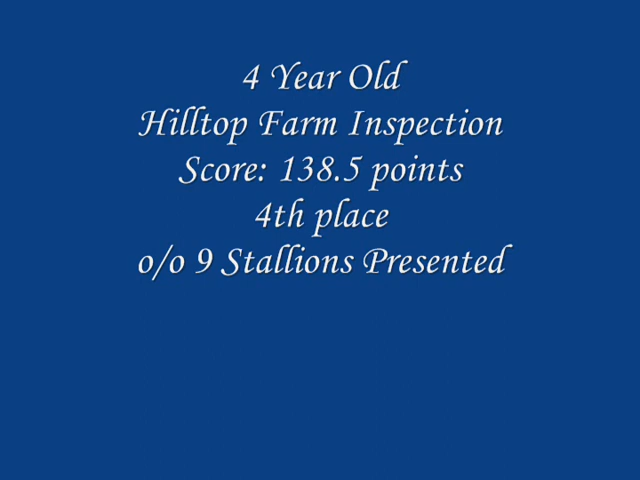 4 Year Old
Hilltop Farm Inspection
Score: 138.5 points
4th place
o/o 9 Stallions Presented